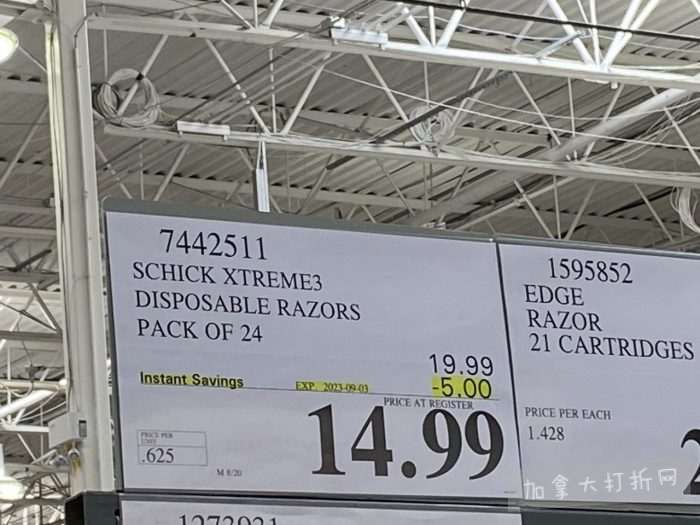 7442511
SCHICK XTREME3
DISPOSABLE RAZORS
PACK OF 24
19.99
Instant Savings EXP. 2023-09-03 -5.00
PRICE AT REGISTER
14.99
PRICE PER
UNIT
.625
M 8/20
1595852
EDGE
RAZOR
21 CARTRIDGES
PRICE PER EACH
1.428
加拿大打折网